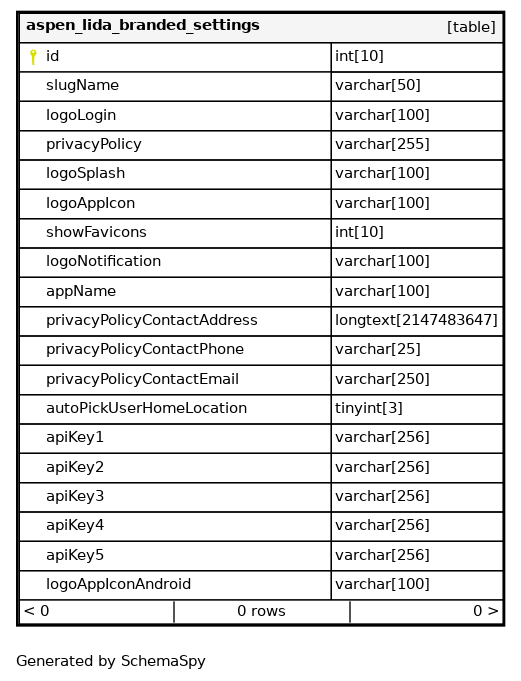 aspen_lida_branded_settings [table]
id int[10]
slugName varchar[50]
logoLogin varchar[100]
privacyPolicy varchar[255]
logoSplash varchar[100]
logoAppIcon varchar[100]
showFavicons int[10]
logoNotification varchar[100]
appName varchar[100]
privacyPolicyContactAddress longtext[2147483647]
privacyPolicyContactPhone varchar[25]
privacyPolicyContactEmail varchar[250]
autoPickUserHomeLocation tinyint[3]
apiKey1 varchar[256]
apiKey2 varchar[256]
apiKey3 varchar[256]
apiKey4 varchar[256]
apiKey5 varchar[256]
logoAppIconAndroid varchar[100]
< 0 0 rows 0 >
Generated by SchemaSpy